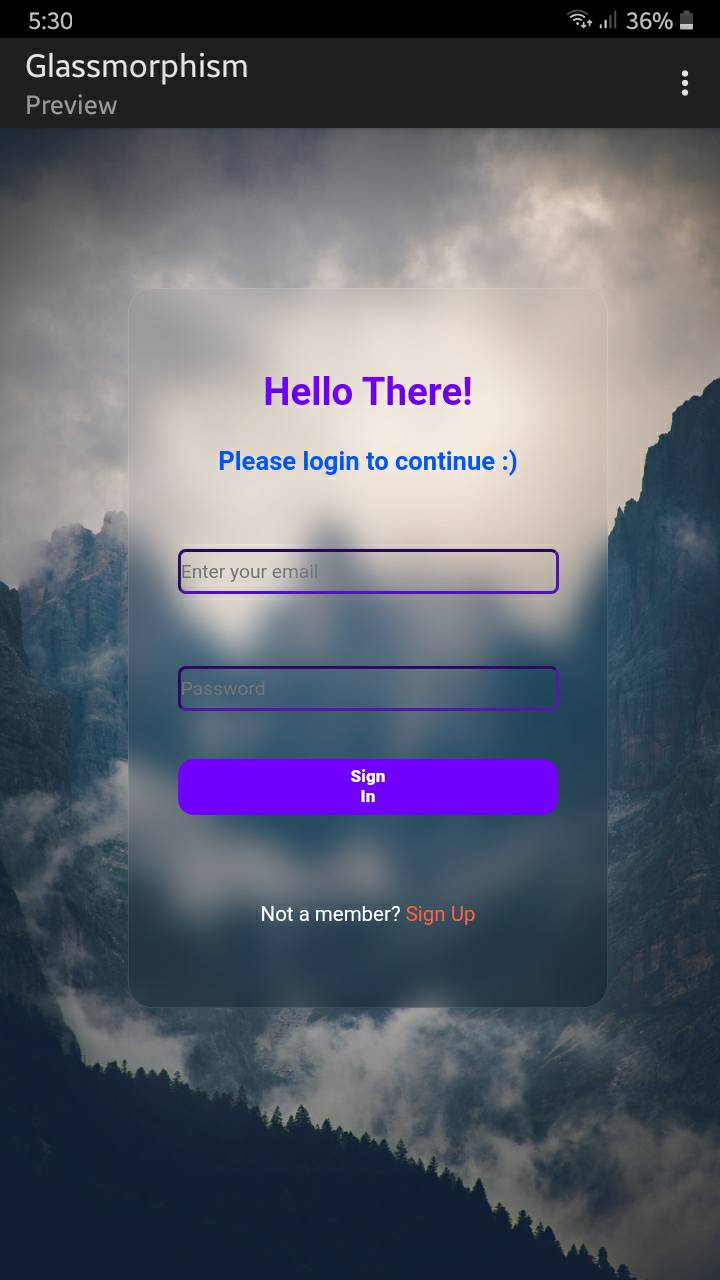 5:30 36%
Glassmorphism
Preview
Hello There!
Please login to continue :)
Enter your email
Password
Sign
In
Not a member? Sign Up